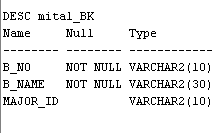 DESC mital_BK
Name     Null     Type
-------- -------- ------------
B_NO     NOT NULL VARCHAR2(10)
B_NAME   NOT NULL VARCHAR2(30)
MAJOR_ID          VARCHAR2(10)